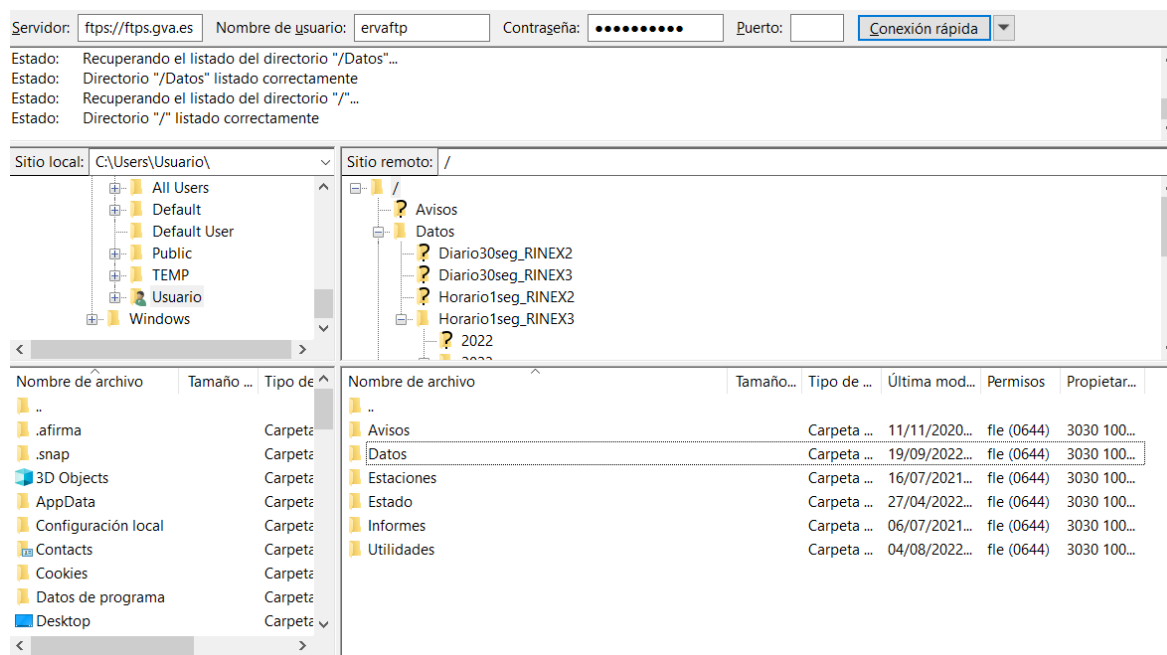 Servidor: ftps://ftps.gva.es Nombre de usuario: ervaftp Contraseña: ●●●●●●●●●● Puerto: Conexión rápida
Estado: Recuperando el listado del directorio "/Datos"...
Estado: Directorio "/Datos" listado correctamente
Estado: Recuperando el listado del directorio "/"...
Estado: Directorio "/" listado correctamente
Sitio local: C:\Users\Usuario\
All Users
Default
Default User
Public
TEMP
Usuario
Windows
Sitio remoto: /
/
Avisos
Datos
Diario30seg_RINEX2
Diario30seg_RINEX3
Horario1seg_RINEX2
Horario1seg_RINEX3
2022
Nombre de archivo Tamaño ... Tipo de
..
.afirma Carpeta
.snap Carpeta
3D Objects Carpeta
AppData Carpeta
Configuración local Carpeta
Contacts Carpeta
Cookies Carpeta
Datos de programa Carpeta
Desktop Carpeta
Nombre de archivo Tamaño... Tipo de ... Última mod... Permisos Propietar...
..
Avisos Carpeta ... 11/11/2020... fle (0644) 3030 100...
Datos Carpeta ... 19/09/2022... fle (0644) 3030 100...
Estaciones Carpeta ... 16/07/2021... fle (0644) 3030 100...
Estado Carpeta ... 27/04/2022... fle (0644) 3030 100...
Informes Carpeta ... 06/07/2021... fle (0644) 3030 100...
Utilidades Carpeta ... 04/08/2022... fle (0644) 3030 100...